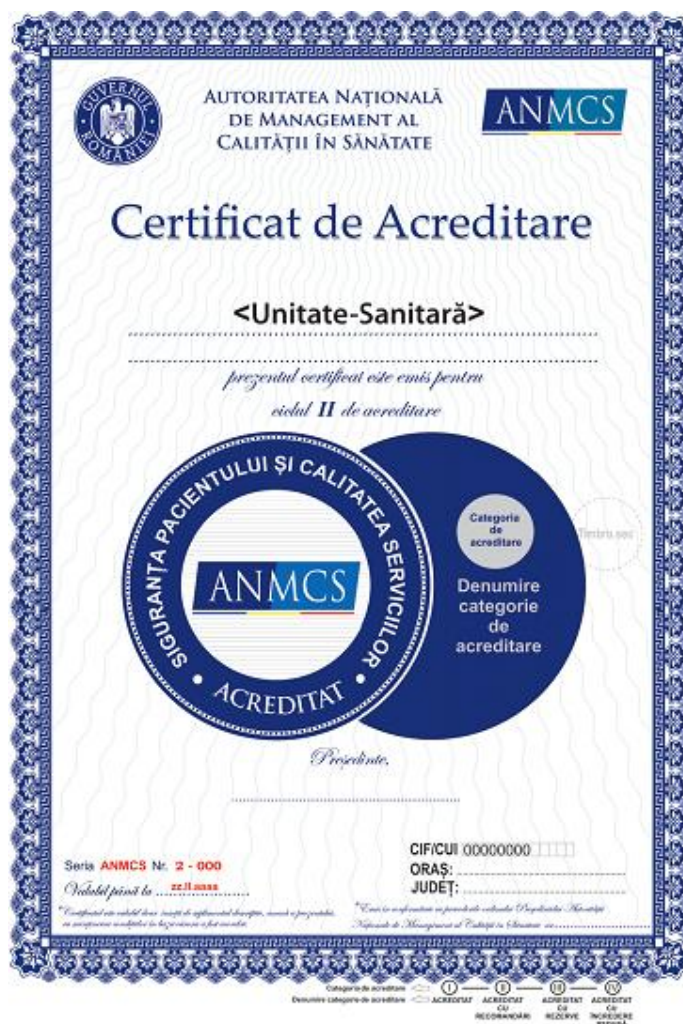 GUVERNUL ROMÂNIEI
AUTORITATEA NAȚIONALĂ
DE MANAGEMENT AL
CALITĂȚII ÎN SĂNĂTATE
ANMCS
Certificat de Acreditare
<Unitate-Sanitară>
prezentul certificat este emis pentru
ciclul II de acreditare
SIGURANȚA PACIENTULUI ȘI CALITATEA SERVICIILOR
ANMCS
• ACREDITAT •
Categorie
de
acreditare
Denumire
categorie
de
acreditare
Timbru sec
Președinte,
Seria ANMCS Nr. 2 - 000
Valabil până la zz.ll.aaaa
CIF/CUI 00000000
ORAȘ:
JUDEȚ:
Categorie de acreditare I II III IV
Denumire categorie de acreditare
ACREDITAT
ACREDITAT CU RECOMANDĂRI
ACREDITAT CU REZERVE
ACREDITAT CU ÎNCREDERE